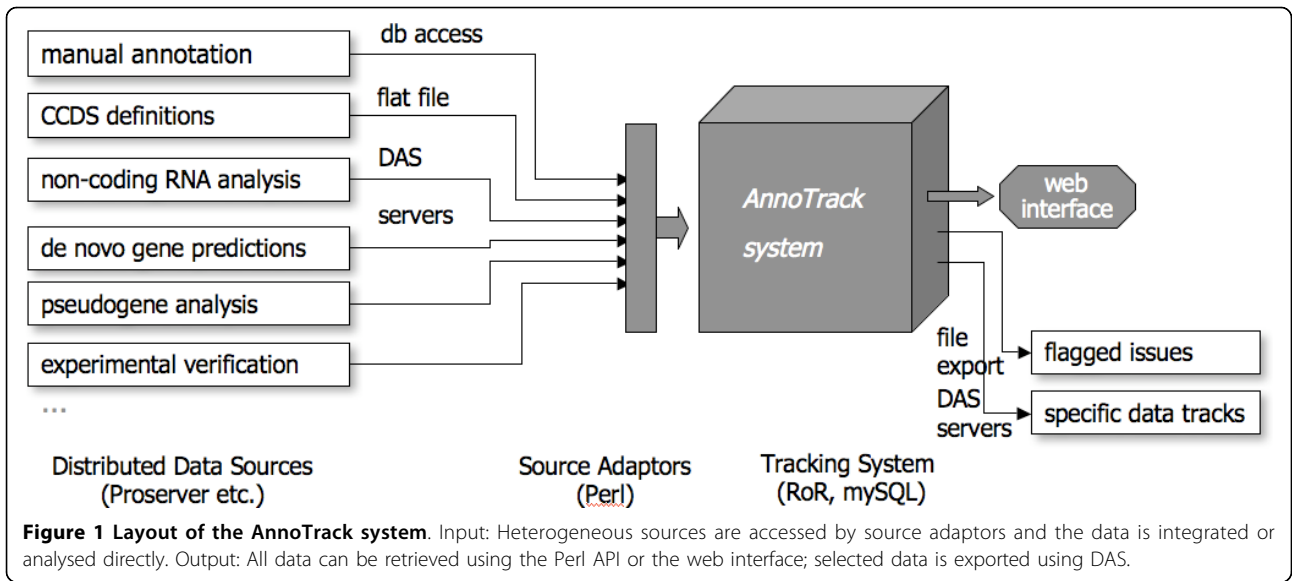 manual annotation
db access
CCDS definitions
flat file
non-coding RNA analysis
DAS
servers
de novo gene predictions
pseudogene analysis
experimental verification
...
AnnoTrack
system
web
interface
file
export
flagged issues
DAS
servers
specific data tracks
Distributed Data Sources
(Proserver etc.)
Source Adaptors
(Perl)
Tracking System
(RoR, mySQL)
Figure 1 Layout of the AnnoTrack system. Input: Heterogeneous sources are accessed by source adaptors and the data is integrated or
analysed directly. Output: All data can be retrieved using the Perl API or the web interface; selected data is exported using DAS.